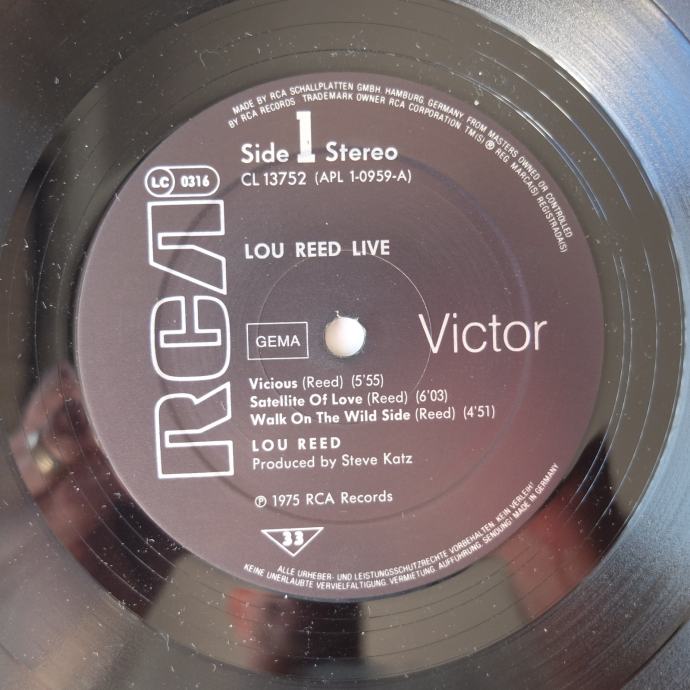 MADE BY RCA SCHALLPLATTEN GMBH, HAMBURG, GERMANY FROM MASTERS OWNED OR CONTROLLED
BY RCA RECORDS TRADEMARK OWNER RCA CORPORATION TM(S) ® REG MARCA(S) REGISTRADA(S)
Side 1 Stereo
CL 13752 (APL 1-0959-A)
LC 0316
RCA
LOU REED LIVE
GEMA
Victor
Vicious (Reed) (5'55)
Satellite Of Love (Reed) (6'03)
Walk On The Wild Side (Reed) (4'51)
LOU REED
Produced by Steve Katz
℗ 1975 RCA Records
33
ALLE URHEBER- UND LEISTUNGSSCHUTZRECHTE VORBEHALTEN. KEIN VERLEIH!
KEINE UNERLAUBTE VERVIELFÄLTIGUNG, VERMIETUNG, AUFFÜHRUNG, SENDUNG! MADE IN GERMANY